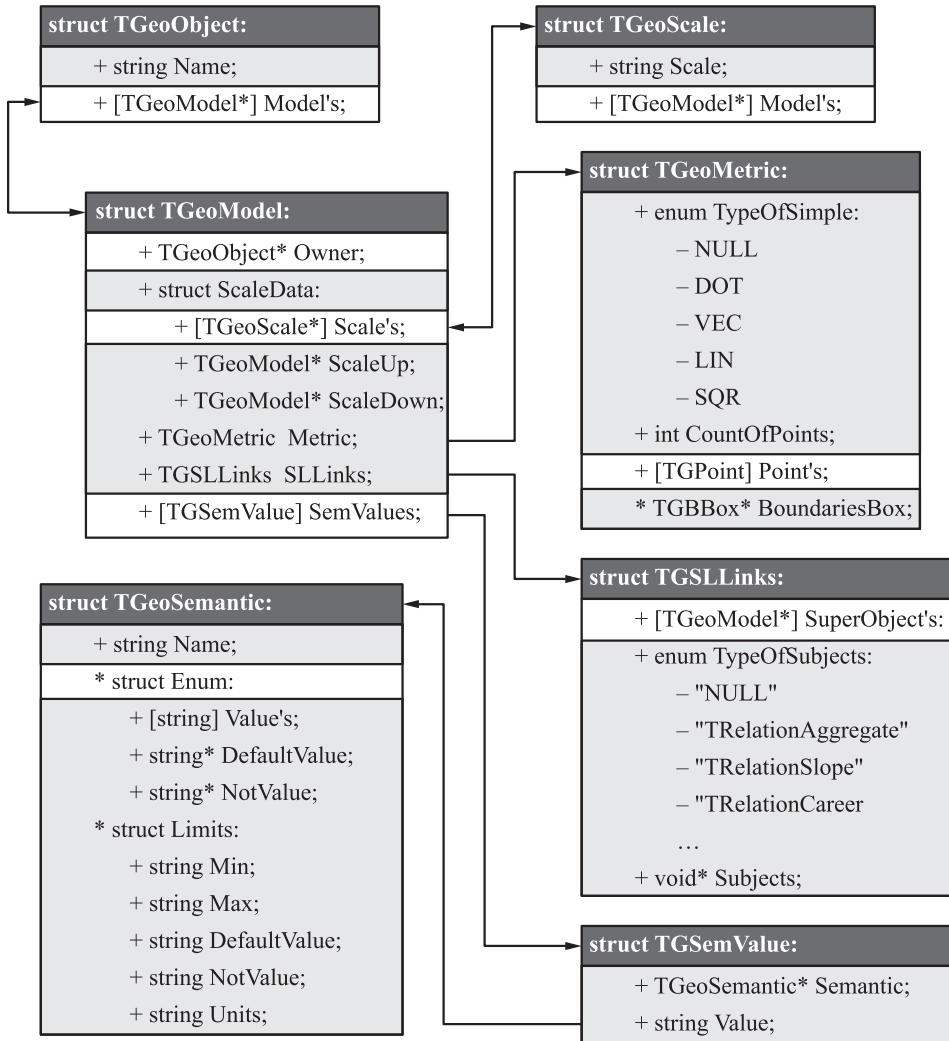 struct TGeoObject:
+ string Name;
+ [TGeoModel*] Model's;
struct TGeoScale:
+ string Scale;
+ [TGeoModel*] Model's;
struct TGeoModel:
+ TGeoObject* Owner;
+ struct ScaleData:
+ [TGeoScale*] Scale's;
+ TGeoModel* ScaleUp;
+ TGeoModel* ScaleDown;
+ TGeoMetric Metric;
+ TGSLLinks SLLinks;
+ [TGSemValue] SemValues;
struct TGeoMetric:
+ enum TypeOfSimple:
– NULL
– DOT
– VEC
– LIN
– SQR
+ int CountOfPoints;
+ [TGPoint] Point's;
* TGBBox* BoundariesBox;
struct TGSLLinks:
+ [TGeoModel*] SuperObject's:
+ enum TypeOfSubjects:
– "NULL"
– "TRelationAggregate"
– "TRelationSlope"
– "TRelationCareer
…
+ void* Subjects;
struct TGeoSemantic:
+ string Name;
* struct Enum:
+ [string] Value's;
+ string* DefaultValue;
+ string* NotValue;
* struct Limits:
+ string Min;
+ string Max;
+ string DefaultValue;
+ string NotValue;
+ string Units;
struct TGSemValue:
+ TGeoSemantic* Semantic;
+ string Value;